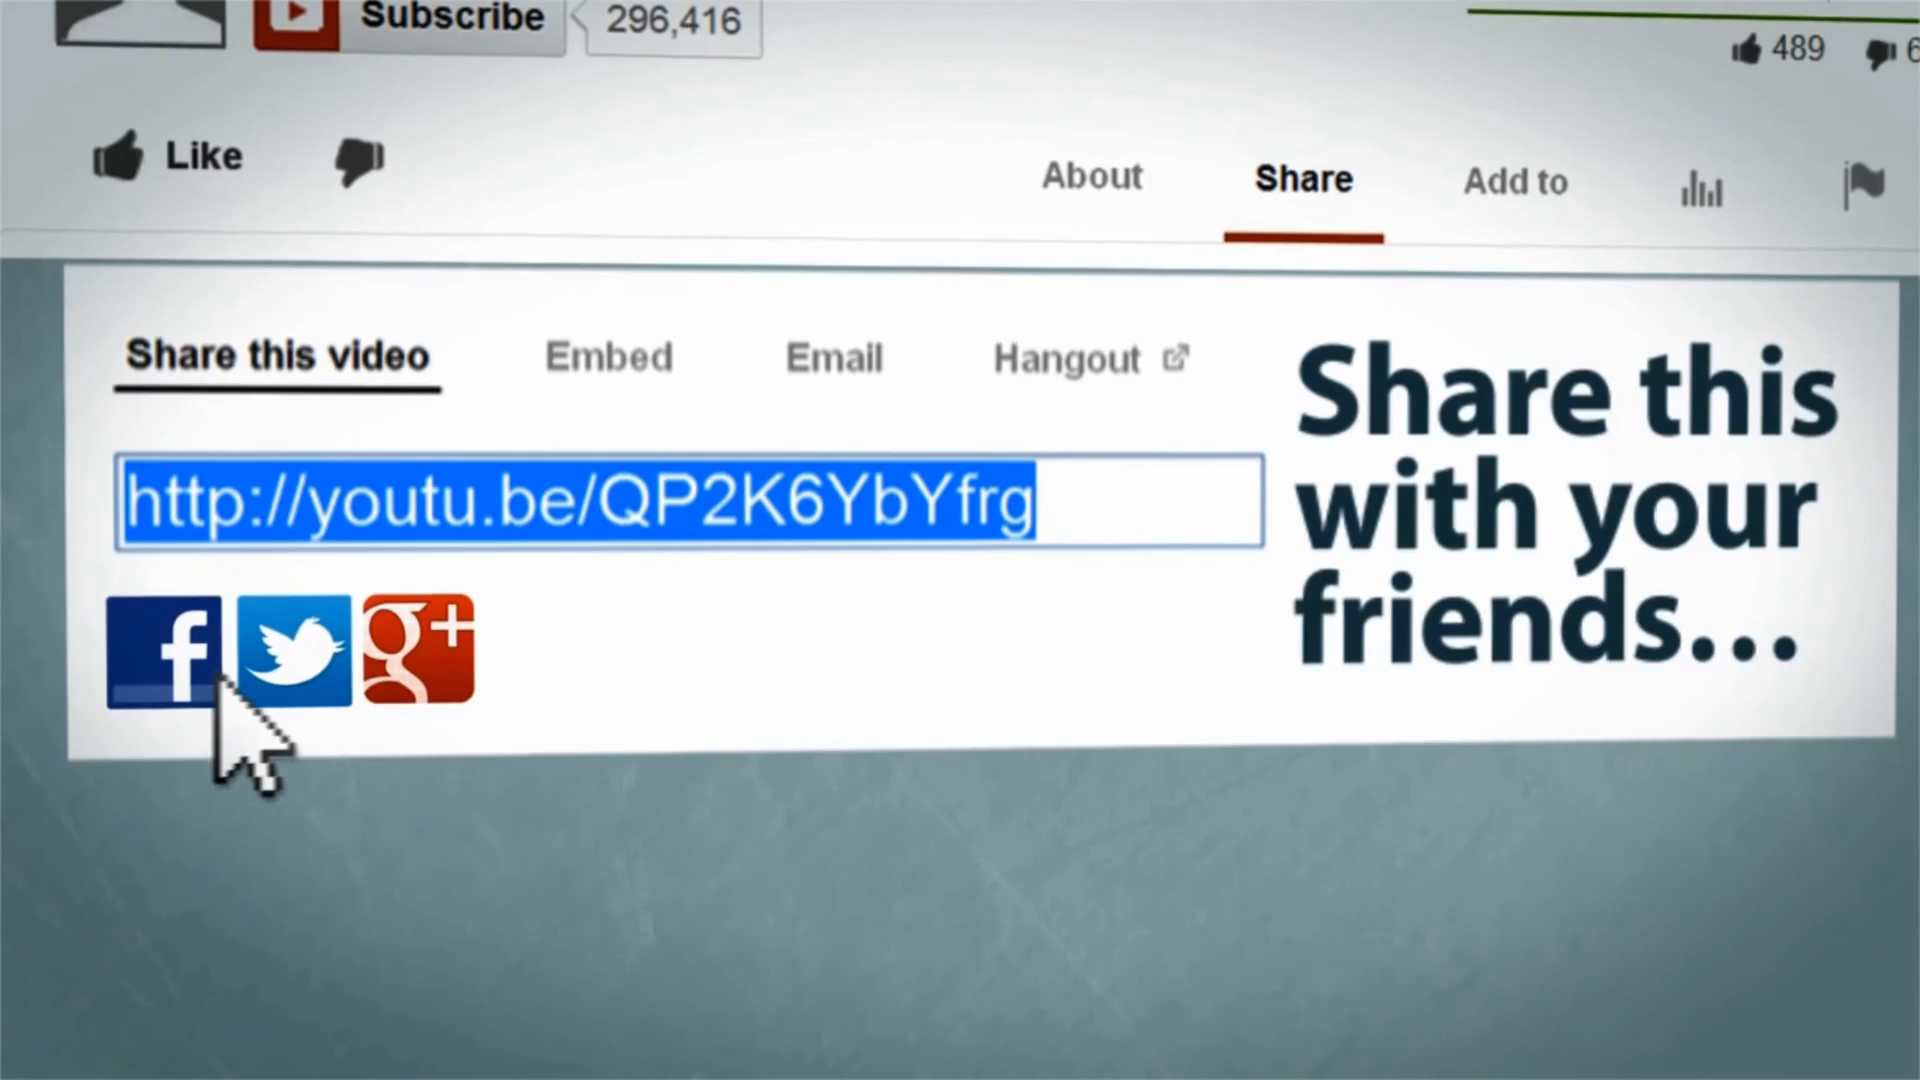 Subscribe 296,416
489 6
Like
About Share Add to
Share this video Embed Email Hangout
http://youtu.be/QP2K6YbYfrg
f g+
Share this
with your
friends...